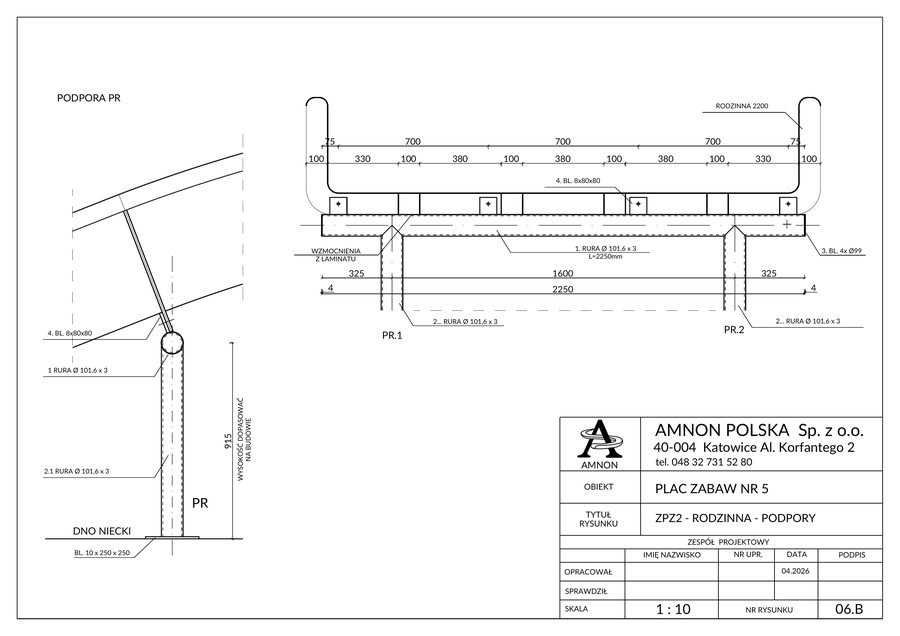 PODPORA PR
RODZINNA 2200
75 700 700 700 75
100 330 100 380 100 380 100 380 100 330 100
4. BL. 8x80x80
WZMOCNIENIA
Z LAMINATU
1. RURA Ø 101,6 x 3
L=2250mm
3. BL. 4x Ø99
325 1600 325
4 2250 4
2... RURA Ø 101,6 x 3
2... RURA Ø 101,6 x 3
PR.1
PR.2
4. BL. 8x80x80
1 RURA Ø 101,6 x 3
915
WYSOKOŚĆ DOPASOWAĆ
NA BUDOWIE
2.1 RURA Ø 101,6 x 3
PR
DNO NIECKI
BL. 10 x 250 x 250
AMNON
AMNON POLSKA Sp. z o.o.
40-004 Katowice Al. Korfantego 2
tel. 048 32 731 52 80
OBIEKT
PLAC ZABAW NR 5
TYTUŁ
RYSUNKU
ZPZ2 - RODZINNA - PODPORY
ZESPÓŁ PROJEKTOWY
IMIĘ NAZWISKO NR UPR. DATA PODPIS
OPRACOWAŁ 04.2026
SPRAWDZIŁ
SKALA 1 : 10 NR RYSUNKU 06.B